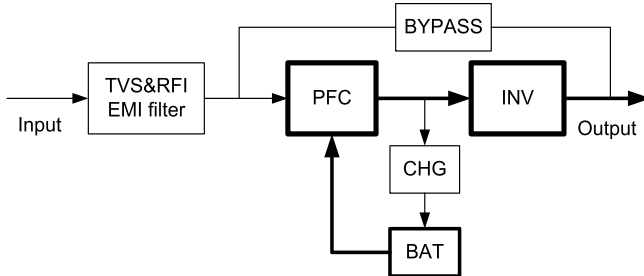 BYPASS
TVS&RFI
EMI filter
PFC
INV
Input
Output
CHG
BAT